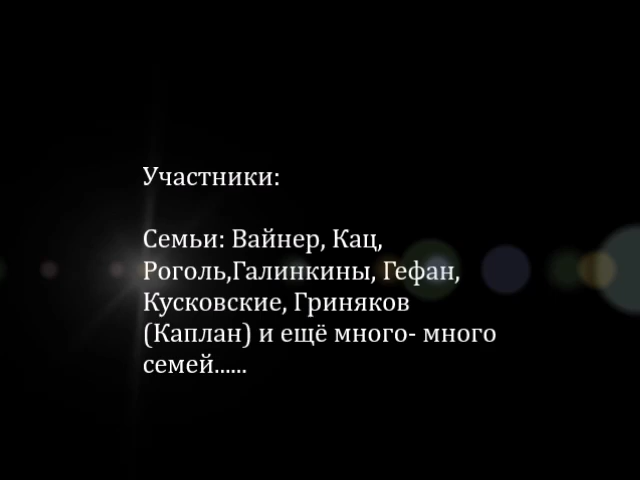 Участники:
Семьи: Вайнер, Кац,
Роголь,Галинкины, Гефан,
Кусковские, Гриняков
(Каплан) и ещё много- много
семей......